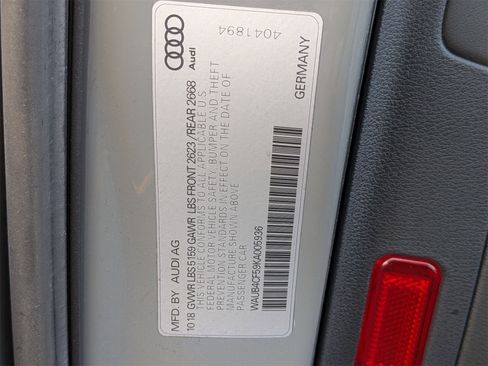 4041894
Audi
MFD. BY AUDI AG
10 18 GVWR LBS5159 GAWR LBS FRONT 2623 /REAR 2668
THIS VEHICLE CONFORMS TO ALL APPLICABLE U.S.
FEDERAL MOTOR VEHICLE SAFETY, BUMPER AND THEFT
PREVENTION STANDARDS IN EFFECT ON THE DATE OF
MANUFACTURE SHOWN ABOVE
PASSENGER CAR
WAUB4CF59KA005936
GERMANY